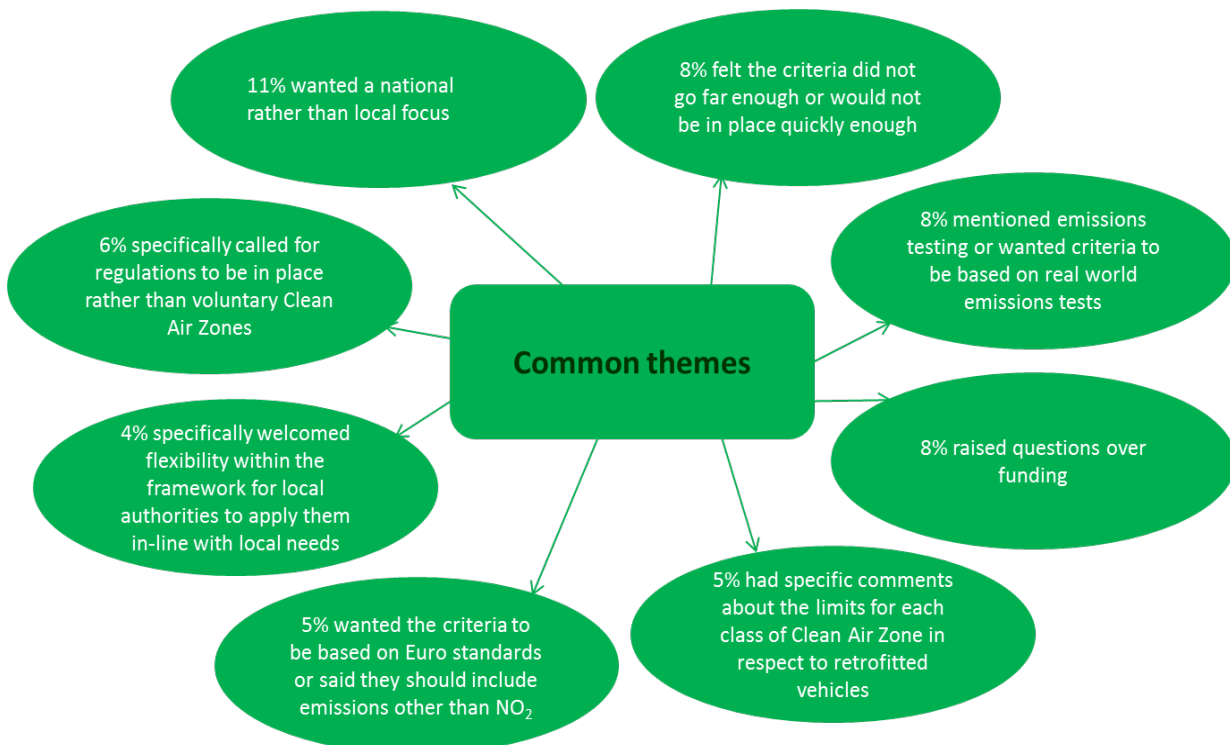 11% wanted a national
rather than local focus
8% felt the criteria did not
go far enough or would not
be in place quickly enough
6% specifically called for
regulations to be in place
rather than voluntary Clean
Air Zones
8% mentioned emissions
testing or wanted criteria to
be based on real world
emissions tests
Common themes
4% specifically welcomed
flexibility within the
framework for local
authorities to apply them
in-line with local needs
8% raised questions over
funding
5% wanted the criteria to
be based on Euro standards
or said they should include
emissions other than NO₂
5% had specific comments
about the limits for each
class of Clean Air Zone in
respect to retrofitted
vehicles